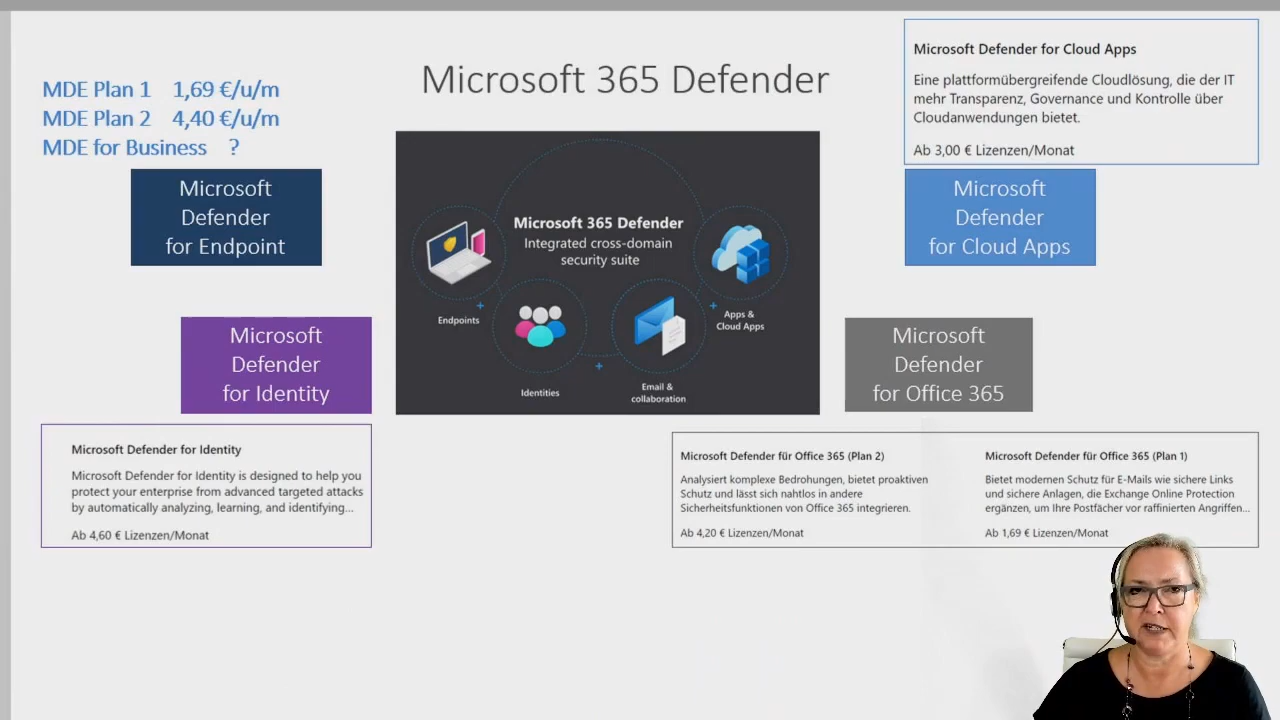 Microsoft 365 Defender
MDE Plan 1 1,69 €/u/m
MDE Plan 2 4,40 €/u/m
MDE for Business ?
Microsoft
Defender
for Endpoint
Microsoft
Defender
for Identity
Microsoft Defender for Identity
Microsoft Defender for Identity is designed to help you
protect your enterprise from advanced targeted attacks
by automatically analyzing, learning, and identifying...
Ab 4,60 € Lizenzen/Monat
Microsoft 365 Defender
Integrated cross-domain
security suite
Endpoints
Identities
Email &
collaboration
Apps &
Cloud Apps
Microsoft Defender for Cloud Apps
Eine plattformübergreifende Cloudlösung, die der IT
mehr Transparenz, Governance und Kontrolle über
Cloudanwendungen bietet.
Ab 3,00 € Lizenzen/Monat
Microsoft
Defender
for Cloud Apps
Microsoft
Defender
for Office 365
Microsoft Defender für Office 365 (Plan 2)
Analysiert komplexe Bedrohungen, bietet proaktiven
Schutz und lässt sich nahtlos in andere
Sicherheitsfunktionen von Office 365 integrieren.
Ab 4,20 € Lizenzen/Monat
Microsoft Defender für Office 365 (Plan 1)
Bietet modernen Schutz für E-Mails wie sichere Links
und sichere Anlagen, die Exchange Online Protection
ergänzen, um Ihre Postfächer vor raffinierten Angriffen...
Ab 1,69 € Lizenzen/Monat